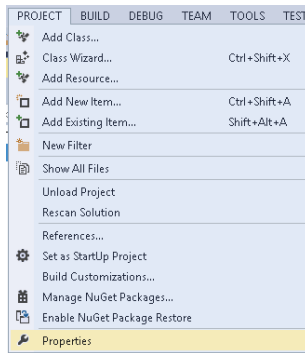 PROJECT BUILD DEBUG TEAM TOOLS TEST
Add Class...
Class Wizard... Ctrl+Shift+X
Add Resource...
Add New Item... Ctrl+Shift+A
Add Existing Item... Shift+Alt+A
New Filter
Show All Files
Unload Project
Rescan Solution
References...
Set as StartUp Project
Build Customizations...
Manage NuGet Packages...
Enable NuGet Package Restore
Properties